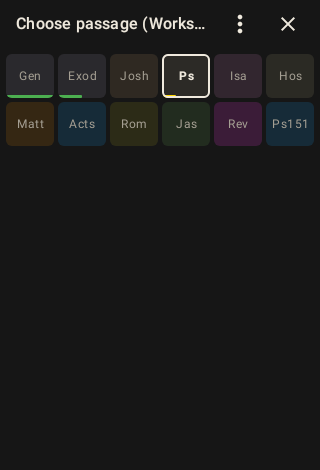 Choose passage (Works...
Gen Exod Josh Ps Isa Hos
Matt Acts Rom Jas Rev Ps151